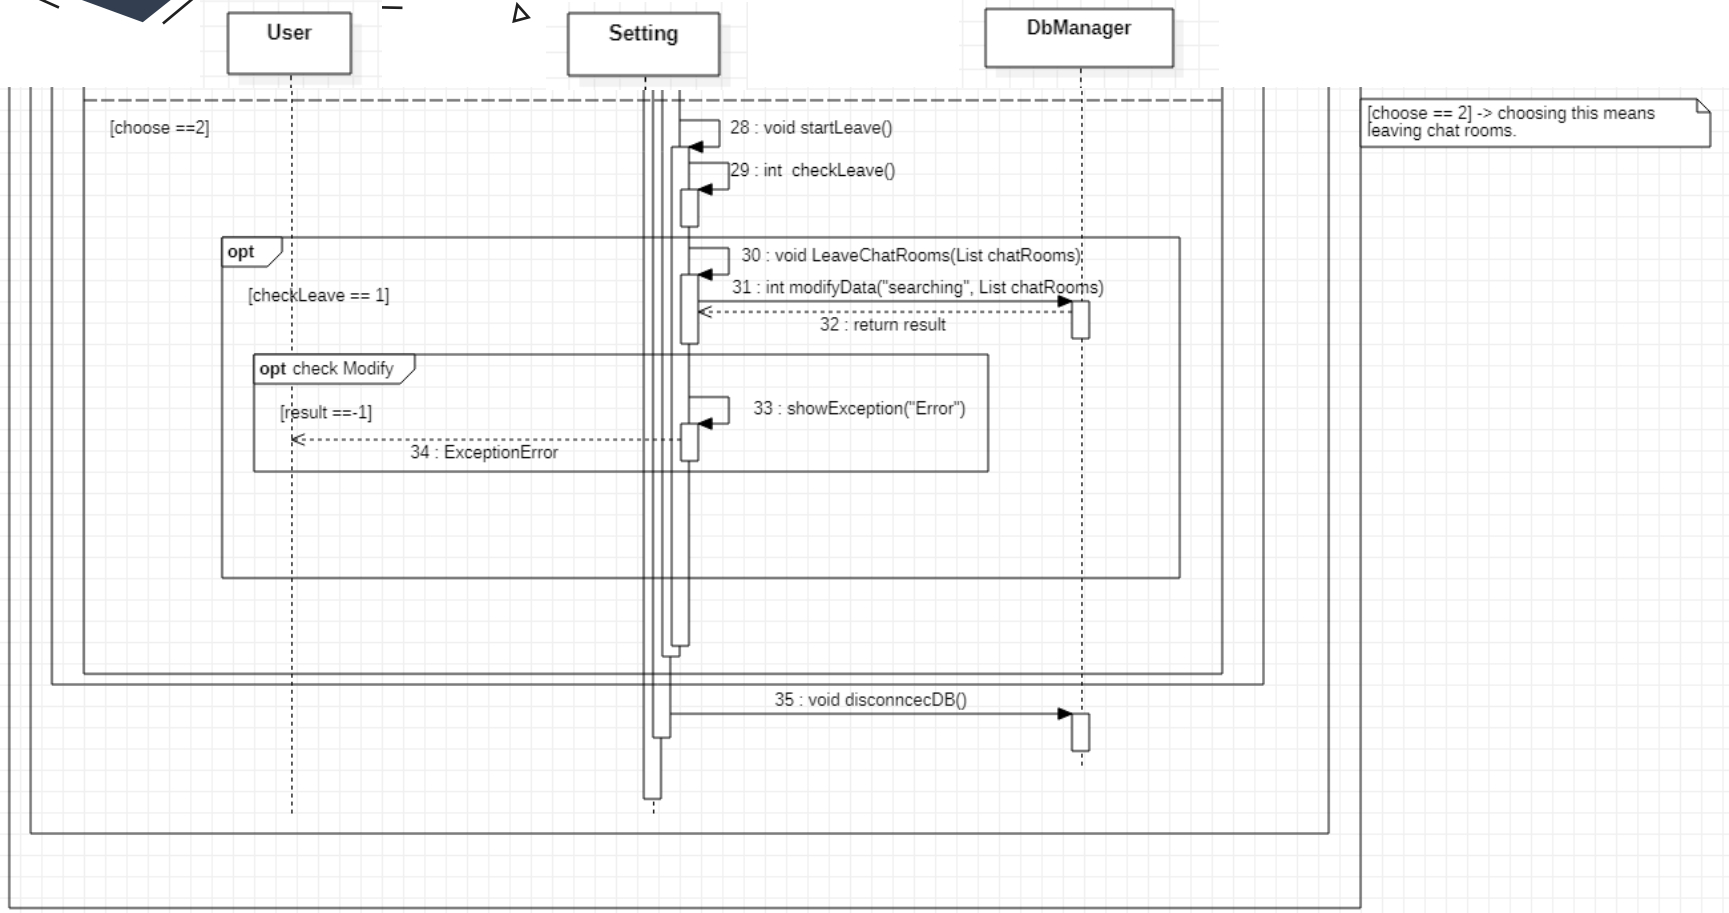 User
Setting
DbManager
[choose ==2]
28 : void startLeave()
[choose == 2] -> choosing this means
leaving chat rooms.
29 : int  checkLeave()
opt
30 : void LeaveChatRooms(List chatRooms)
[checkLeave == 1]
31 : int modifyData("searching", List chatRooms)
32 : return result
opt check Modify
[result ==-1]
33 : showException("Error")
34 : ExceptionError
35 : void disconncecDB()